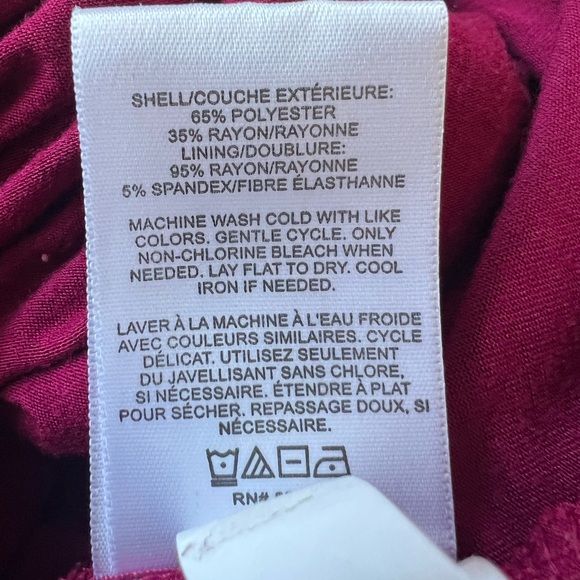 SHELL/COUCHE EXTÉRIEURE:
65% POLYESTER
35% RAYON/RAYONNE
LINING/DOUBLURE:
95% RAYON/RAYONNE
5% SPANDEX/FIBRE ÉLASTHANNE
MACHINE WASH COLD WITH LIKE
COLORS. GENTLE CYCLE. ONLY
NON-CHLORINE BLEACH WHEN
NEEDED. LAY FLAT TO DRY. COOL
IRON IF NEEDED.
LAVER À LA MACHINE À L'EAU FROIDE
AVEC COULEURS SIMILAIRES. CYCLE
DÉLICAT. UTILISEZ SEULEMENT
DU JAVELLISANT SANS CHLORE,
SI NÉCESSAIRE. ÉTENDRE À PLAT
POUR SÉCHER. REPASSAGE DOUX, SI
NÉCESSAIRE.
RN#